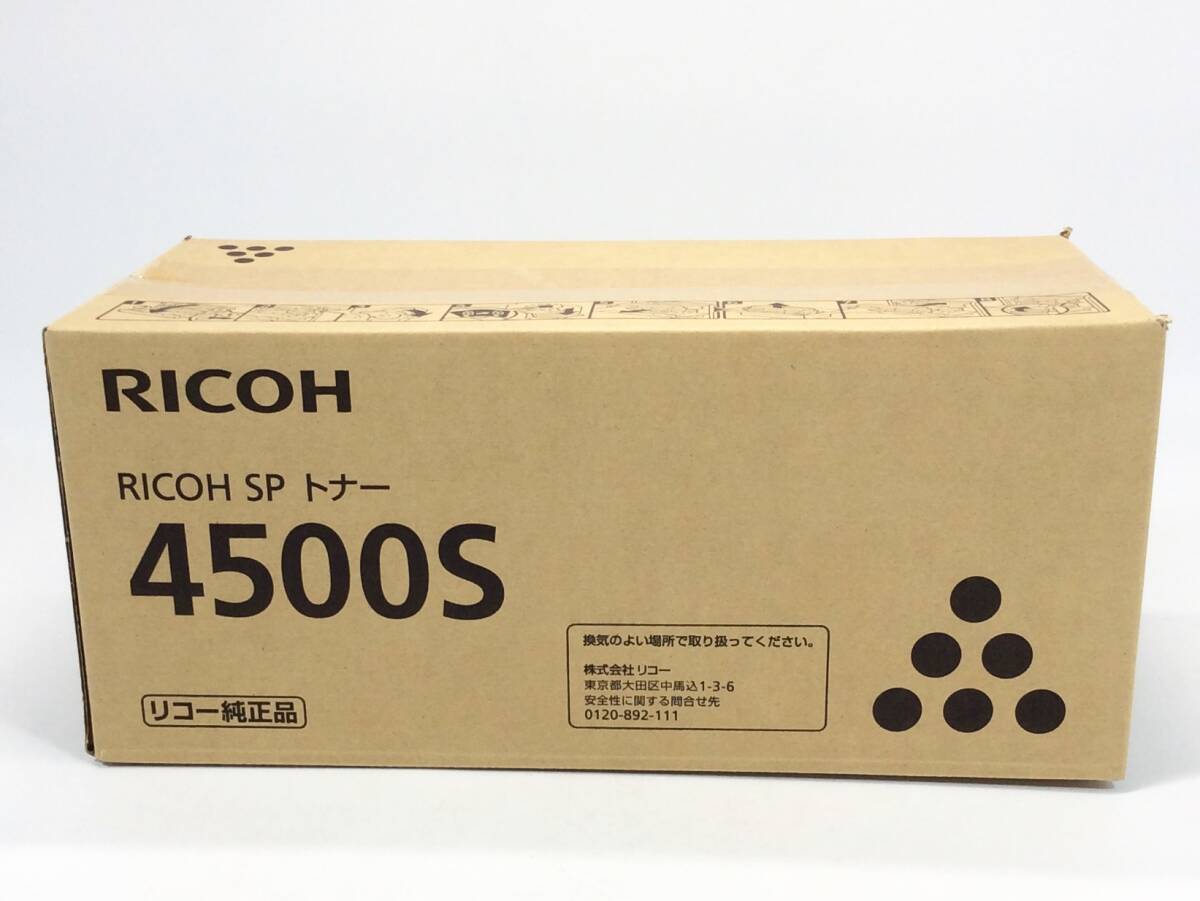 RICOH
RICOH SP トナー
4500S
リコー純正品
換気のよい場所で取り扱ってください。
株式会社 リコー
東京都大田区中馬込1-3-6
安全性に関する問合せ先
0120-892-111